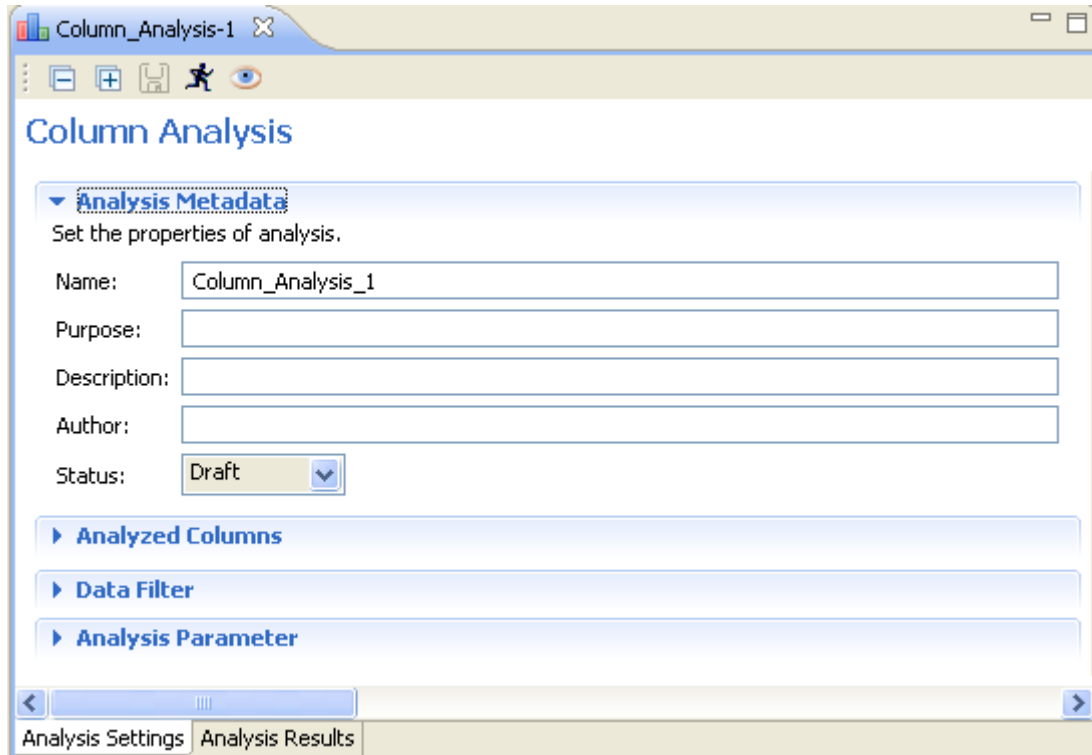 Column_Analysis-1
Column Analysis
Analysis Metadata
Set the properties of analysis.
Name: Column_Analysis_1
Purpose:
Description:
Author:
Status: Draft
Analyzed Columns
Data Filter
Analysis Parameter
Analysis Settings Analysis Results